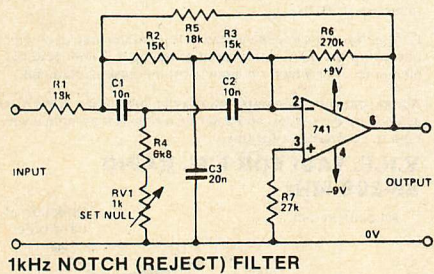 R5
18k
R2
15K
R3
15k
R6
270k
+9V
R1
18k
C1
10n
C2
10n
2
7
741
6
3
4
R4
6k8
C3
20n
–9V
INPUT
OUTPUT
RV1
1k
SET NULL
R7
27k
0V
1kHz NOTCH (REJECT) FILTER